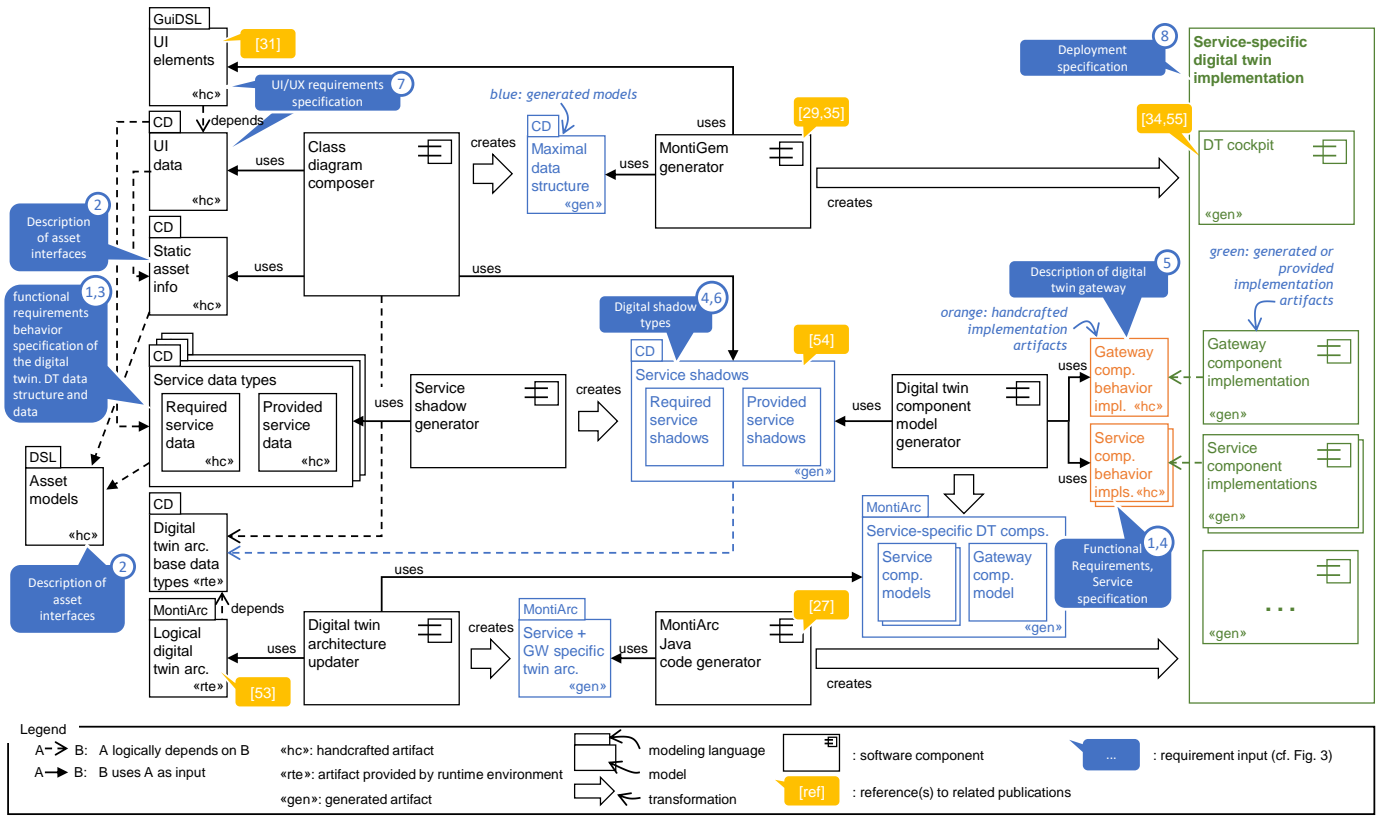 GuiDSL
UI
elements
«hc»
[31]
UI/UX requirements
specification
7
depends
CD
UI
data
«hc»
uses
Class
diagram
composer
creates
blue: generated models
CD
Maximal
data
structure
«gen»
uses
uses
MontiGem
generator
[29,35]
creates
Deployment
specification
8
Service-specific
digital twin
implementation
[34,55]
DT cockpit
«gen»
2
Description
of asset
interfaces
CD
Static
asset
info
«hc»
uses
uses
1,3
functional
requirements
behavior
specification of
the digital
twin. DT data
structure and
data
CD
Service data types
Required
service
data
«hc»
Provided
service data
«hc»
uses
Service
shadow
generator
creates
Digital shadow
types
4,6
[54]
CD
Service shadows
Required
service
shadows
Provided
service
shadows
«gen»
uses
Digital twin
component
model
generator
Description of digital
twin gateway
5
orange: handcrafted
implementation
artifacts
green: generated or
provided
implementation
artifacts
uses
Gateway
comp.
behavior
impl. «hc»
Gateway
component
implementation
«gen»
uses
Service
comp.
behavior
impls. «hc»
Service
component
implementations
«gen»
DSL
Asset
models
«hc»
Description of
asset
interfaces
2
CD
Digital
twin arc.
base data
types «rte»
depends
MontiArc
Service-specific DT comps.
Service
comp.
models
Gateway
comp.
model
«gen»
1,4
Functional
Requirements,
Service
specification
...
«gen»
uses
MontiArc
Logical
digital
twin arc.
«rte»
[53]
uses
Digital twin
architecture
updater
creates
MontiArc
Service +
GW specific
twin arc.
«gen»
uses
MontiArc
Java
code generator
[27]
creates
Legend
A B: A logically depends on B
A B: B uses A as input
«hc»: handcrafted artifact
«rte»: artifact provided by runtime environment
«gen»: generated artifact
modeling language
model
transformation
: software component
[ref] : reference(s) to related publications
... : requirement input (cf. Fig. 3)